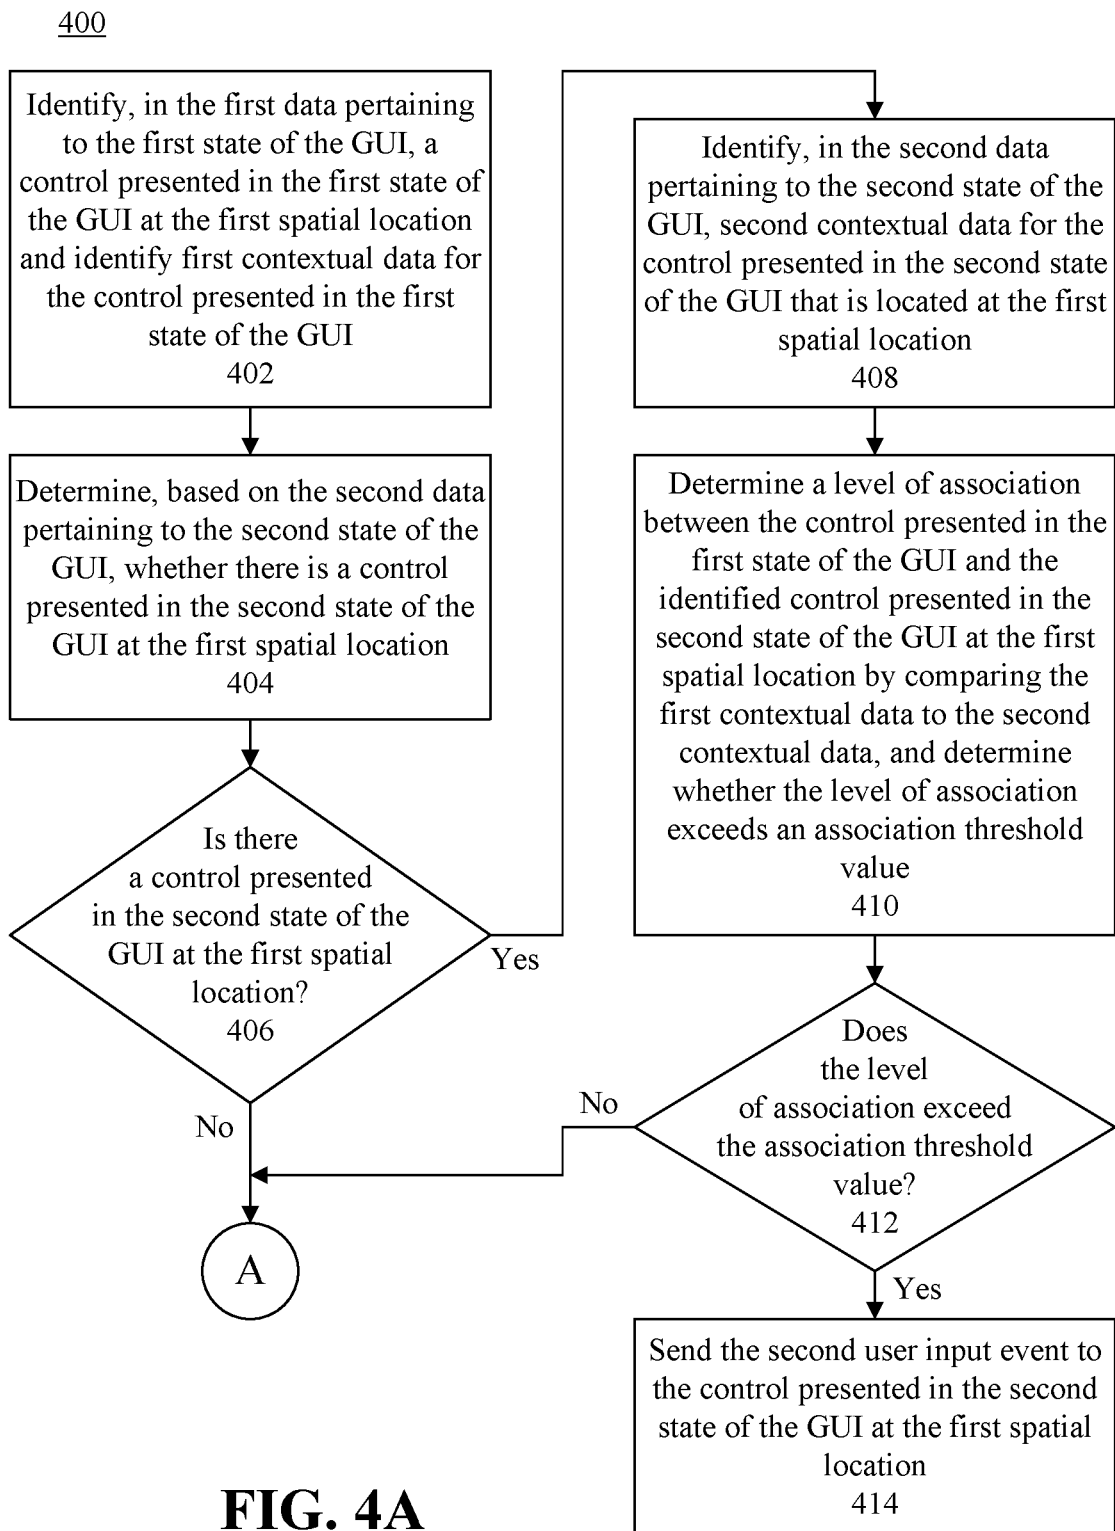 400
Identify, in the first data pertaining
to the first state of the GUI, a
control presented in the first state of
the GUI at the first spatial location
and identify first contextual data for
the control presented in the first
state of the GUI
402
Determine, based on the second data
pertaining to the second state of the
GUI, whether there is a control
presented in the second state of the
GUI at the first spatial location
404
Is there
a control presented
in the second state of the
GUI at the first spatial
location?
406
Yes
No
A
Identify, in the second data
pertaining to the second state of the
GUI, second contextual data for the
control presented in the second state
of the GUI that is located at the first
spatial location
408
Determine a level of association
between the control presented in the
first state of the GUI and the
identified control presented in the
second state of the GUI at the first
spatial location by comparing the
first contextual data to the second
contextual data, and determine
whether the level of association
exceeds an association threshold
value
410
Does
the level
of association exceed
the association threshold
value?
412
No
Yes
Send the second user input event to
the control presented in the second
state of the GUI at the first spatial
location
414
FIG. 4A